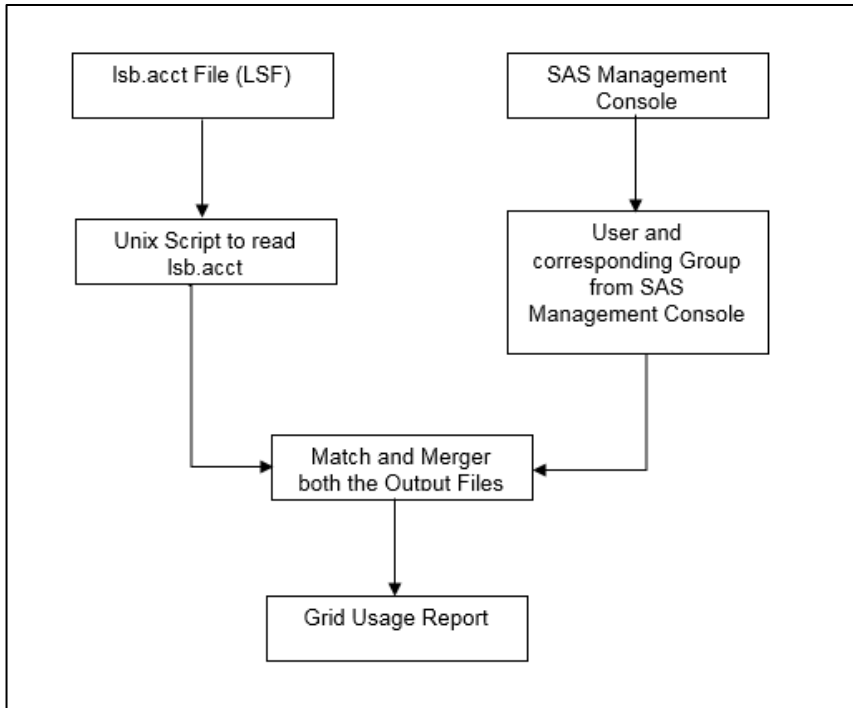 lsb.acct File (LSF)
SAS Management
Console
Unix Script to read
lsb.acct
User and
corresponding Group
from SAS
Management Console
Match and Merger
both the Output Files
Grid Usage Report